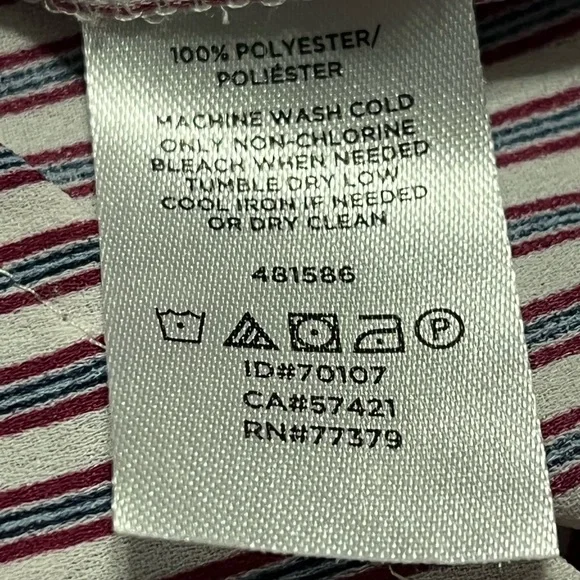 100% POLYESTER/
POLIÉSTER
MACHINE WASH COLD
ONLY NON-CHLORINE
BLEACH WHEN NEEDED
TUMBLE DRY LOW
COOL IRON IF NEEDED
OR DRY CLEAN
481586
P
ID#70107
CA#57421
RN#77379